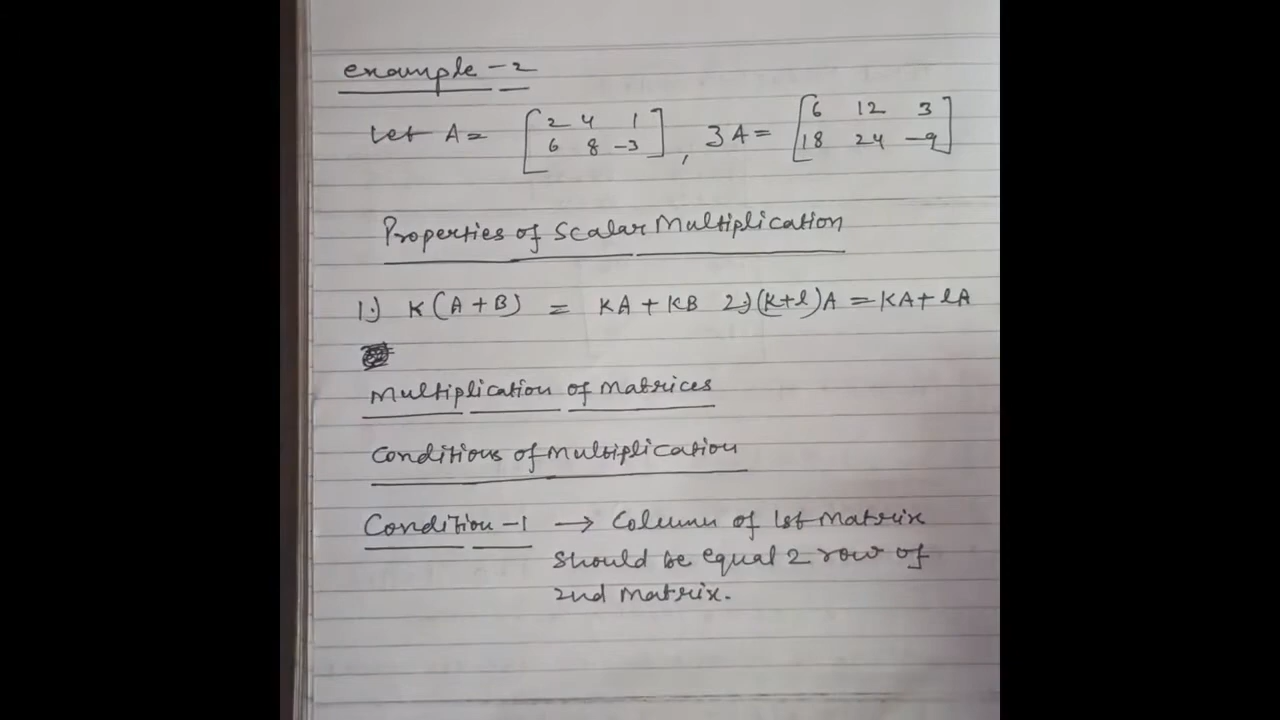 example-2
Let A = [2 4 1
6 8 -3], 3A = [6 12 3
18 24 -9]
Properties of Scalar Multiplication
1.) K(A+B) = KA+KB 2.) (K+l)A = KA+lA
Multiplication of Matrices
Conditions of Multiplication
Condition-1 → Column of 1st Matrix
should be equal 2 row of
2nd Matrix.